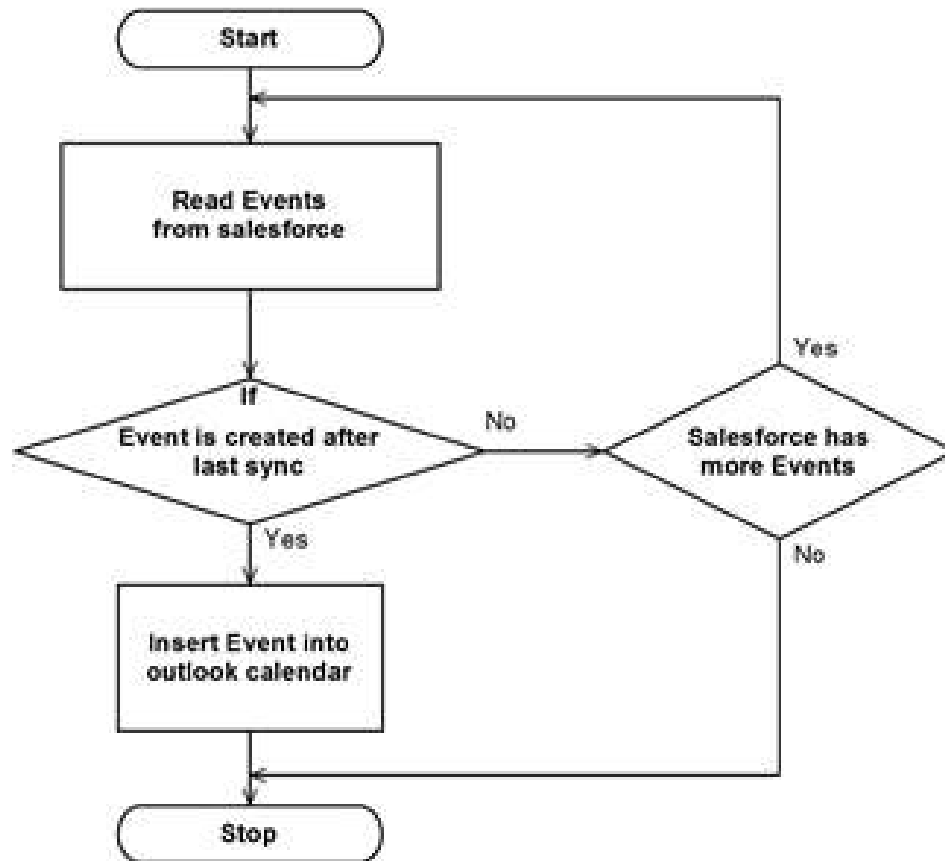 Start
Read Events
from salesforce
If
Event is created after
last sync
No
Yes
Salesforce has
more Events
Yes
No
Insert Event into
outlook calendar
Stop